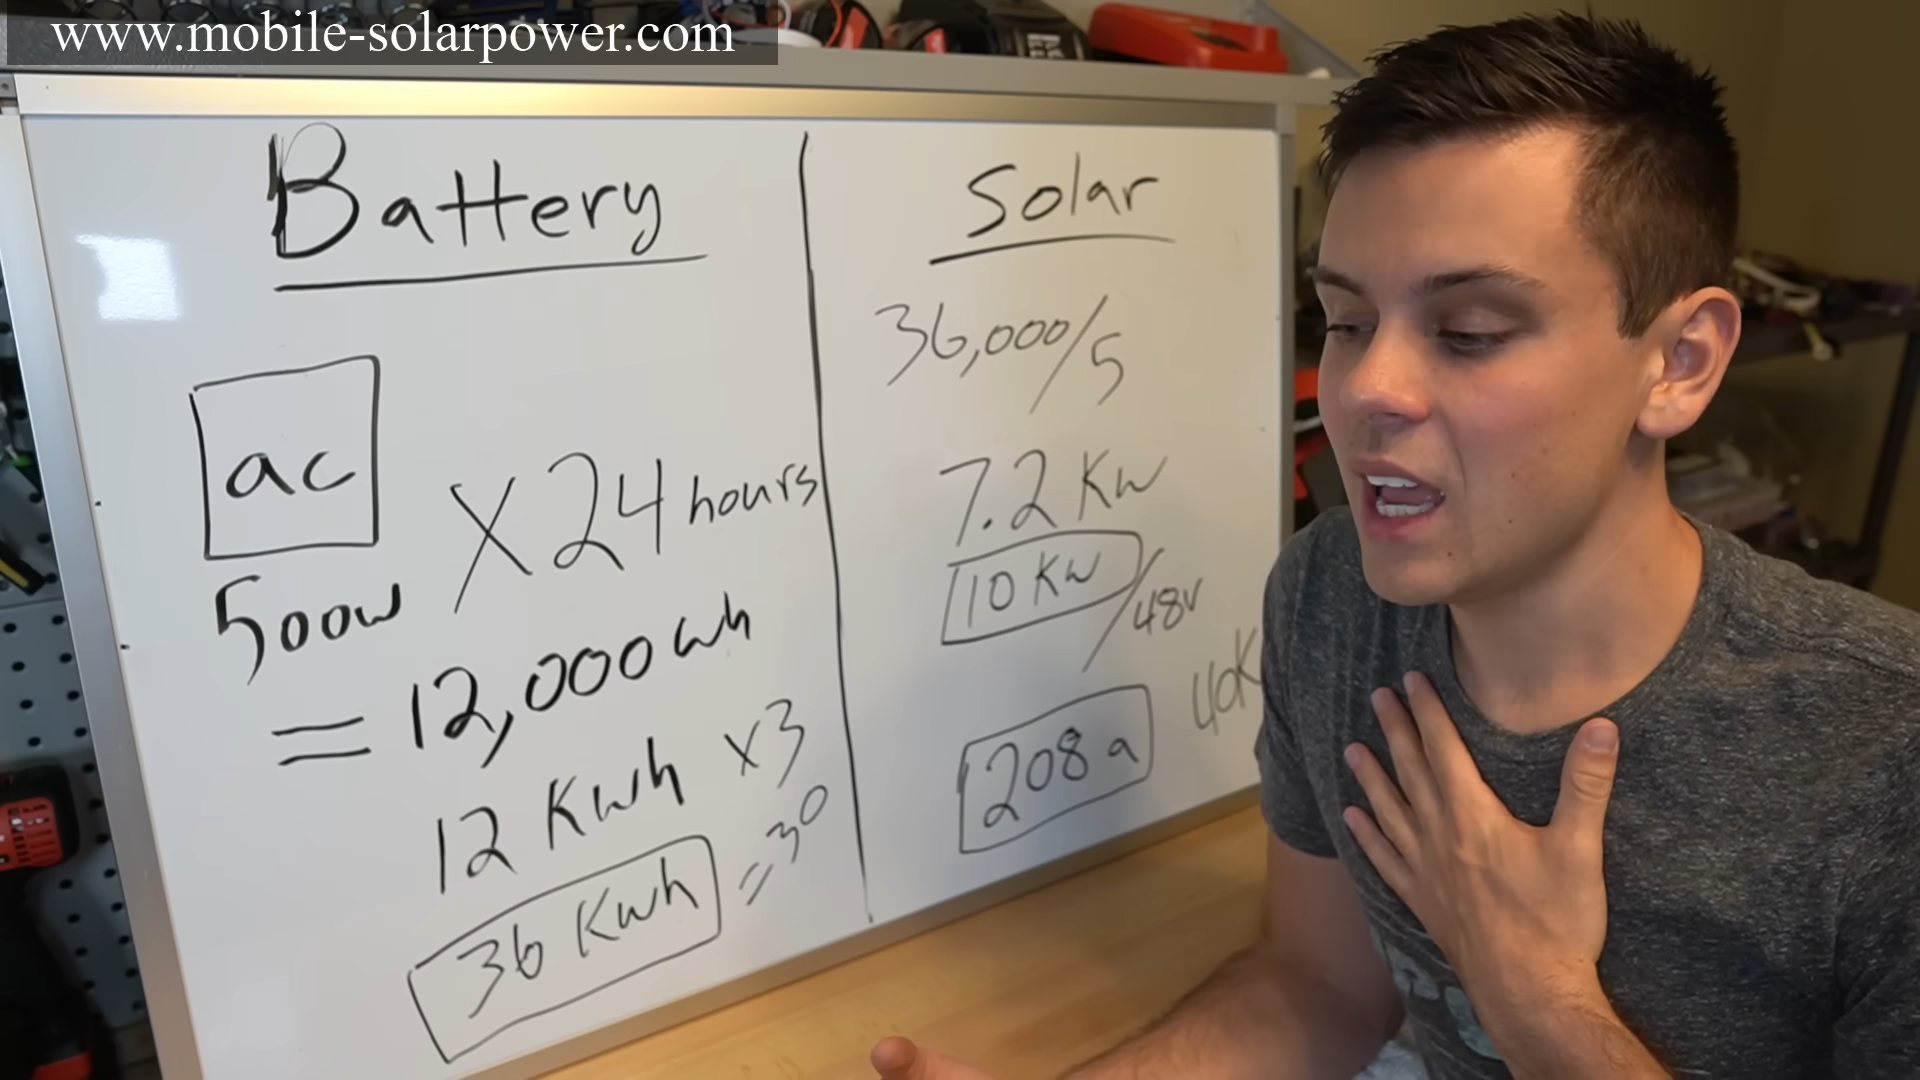 www.mobile-solarpower.com
Battery
ac
500w
X 24 hours
= 12,000 wh
12 Kwh x3
36 Kwh = 30
Solar
36,000/5
7.2 Kw
10 Kw /48v
208 a
40K